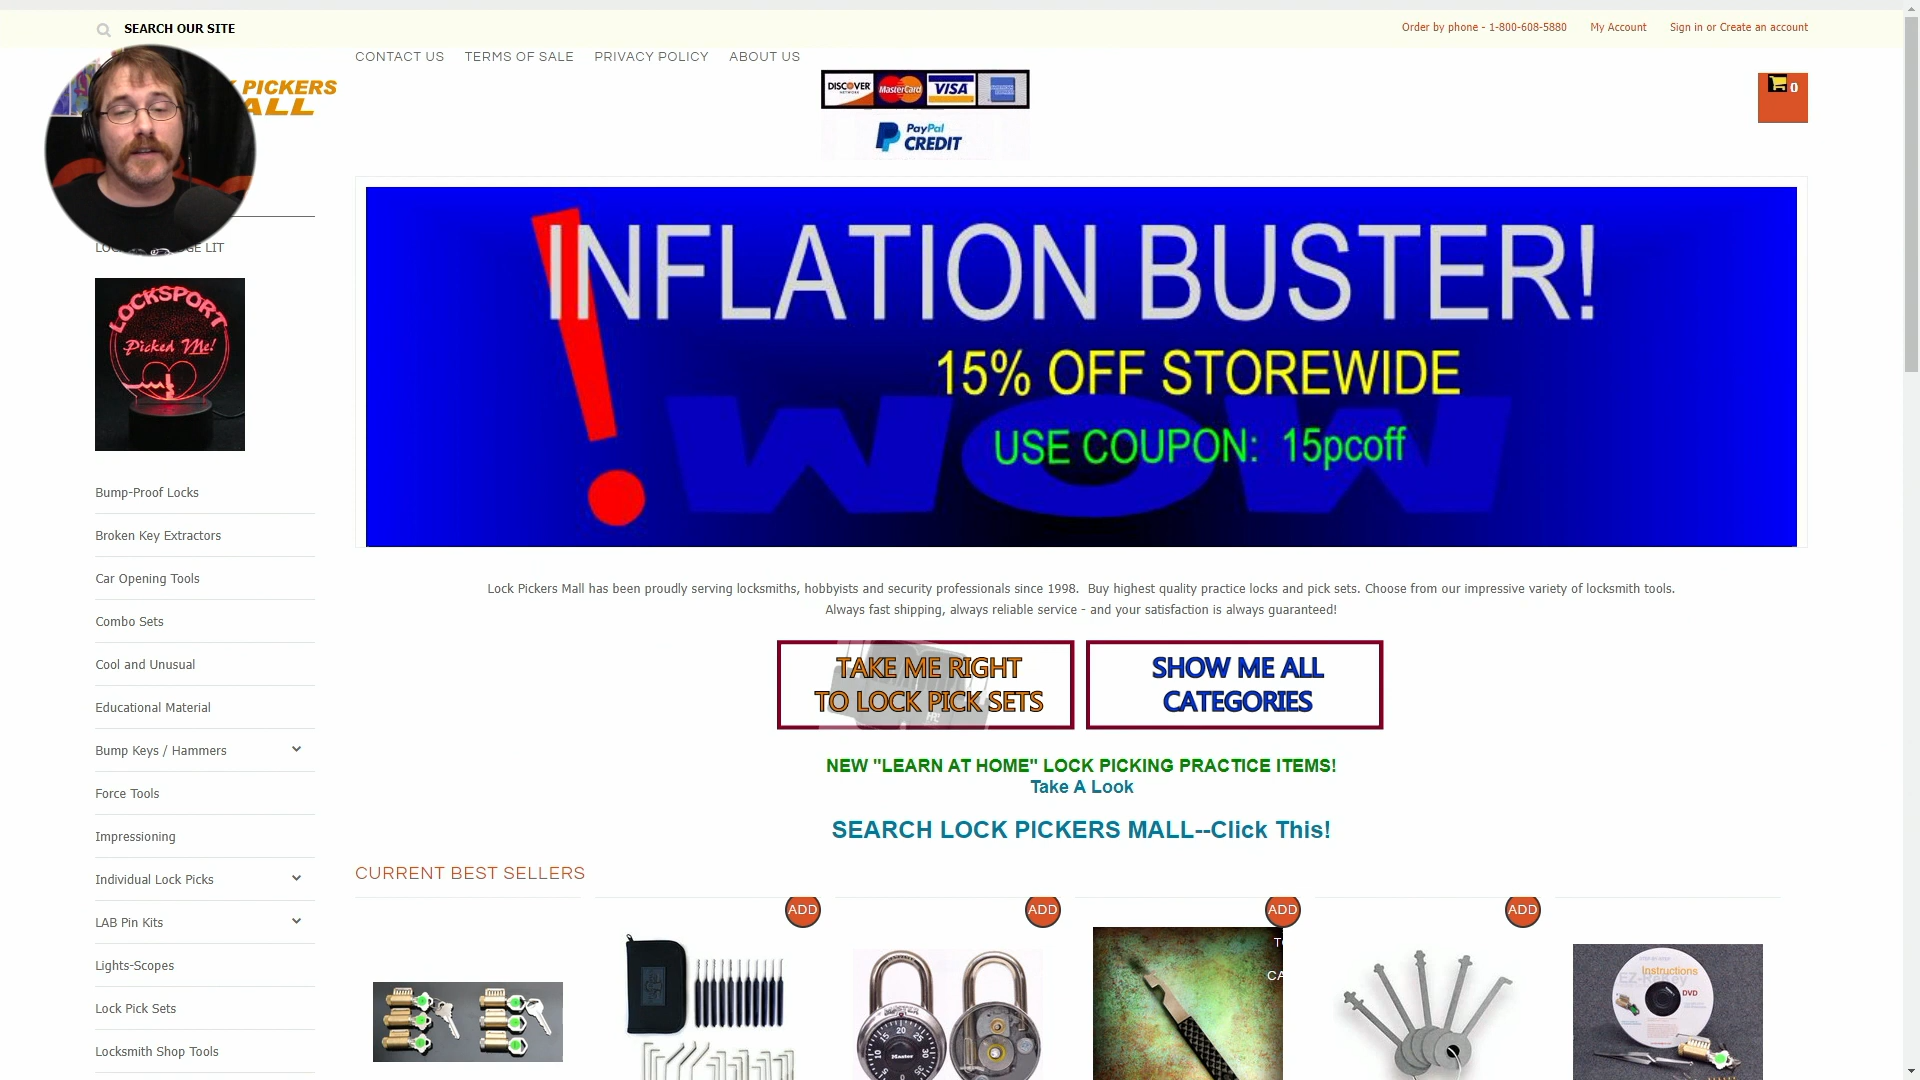 SEARCH OUR SITE
Order by phone - 1-800-608-5880
My Account
Sign in or Create an account
CONTACT US
TERMS OF SALE
PRIVACY POLICY
ABOUT US
PICKERS
ALL
DISCOVER
NETWORK
MasterCard
VISA
PayPal
CREDIT
0
INFLATION BUSTER!
15% OFF STOREWIDE
USE COUPON: 15pcoff
WOW
LIT
LOCKSPORT
Picked Me!
Bump-Proof Locks
Broken Key Extractors
Car Opening Tools
Combo Sets
Cool and Unusual
Educational Material
Bump Keys / Hammers
Force Tools
Impressioning
Individual Lock Picks
LAB Pin Kits
Lights-Scopes
Lock Pick Sets
Locksmith Shop Tools
Lock Pickers Mall has been proudly serving locksmiths, hobbyists and security professionals since 1998. Buy highest quality practice locks and pick sets. Choose from our impressive variety of locksmith tools.
Always fast shipping, always reliable service - and your satisfaction is always guaranteed!
TAKE ME RIGHT
TO LOCK PICK SETS
SHOW ME ALL
CATEGORIES
NEW "LEARN AT HOME" LOCK PICKING PRACTICE ITEMS!
Take A Look
SEARCH LOCK PICKERS MALL--Click This!
CURRENT BEST SELLERS
ADD
ADD
ADD
TO
CA
ADD
Master
Instructions
EZ-ReKey
DVD